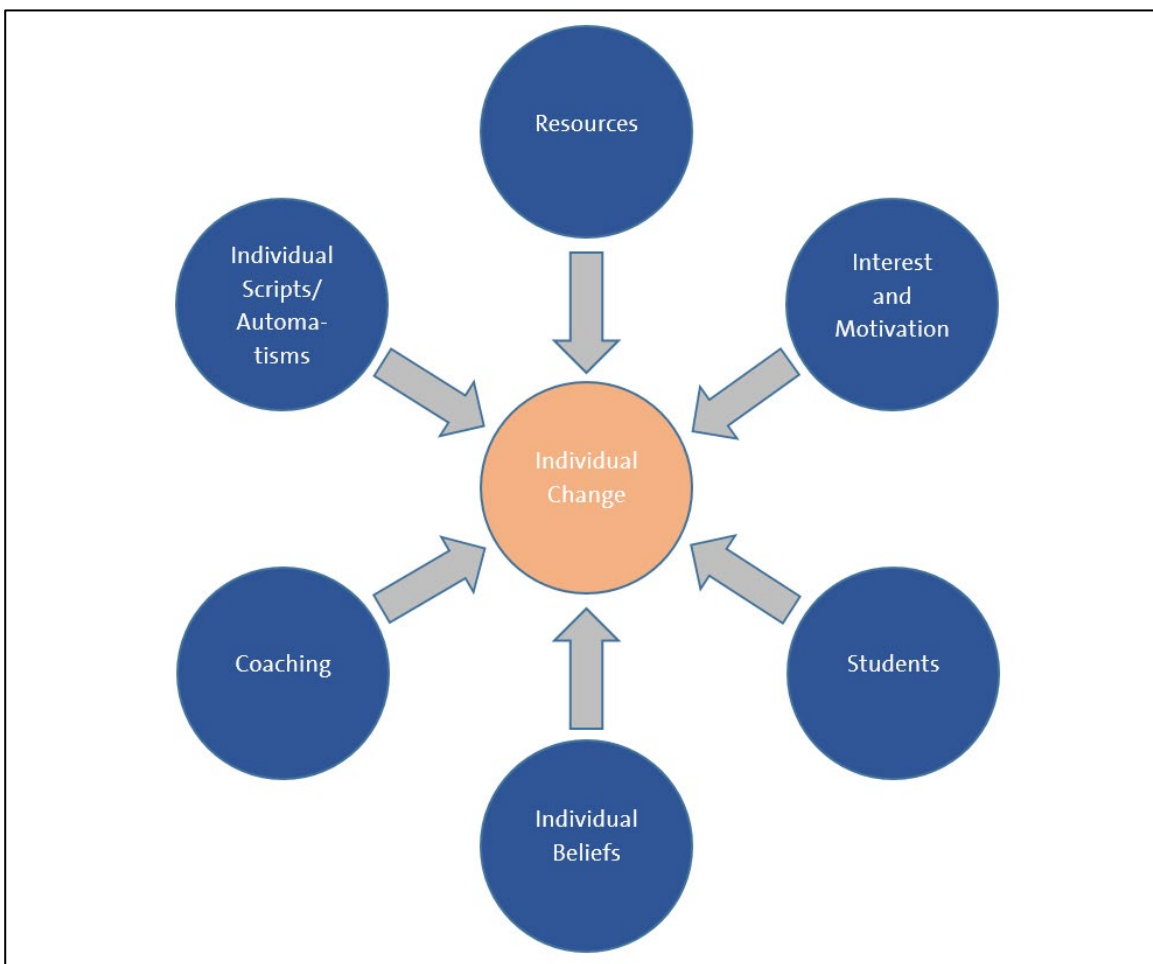 Resources
Individual
Scripts/
Automa-
tisms
Interest
and
Motivation
Individual
Change
Coaching
Students
Individual
Beliefs